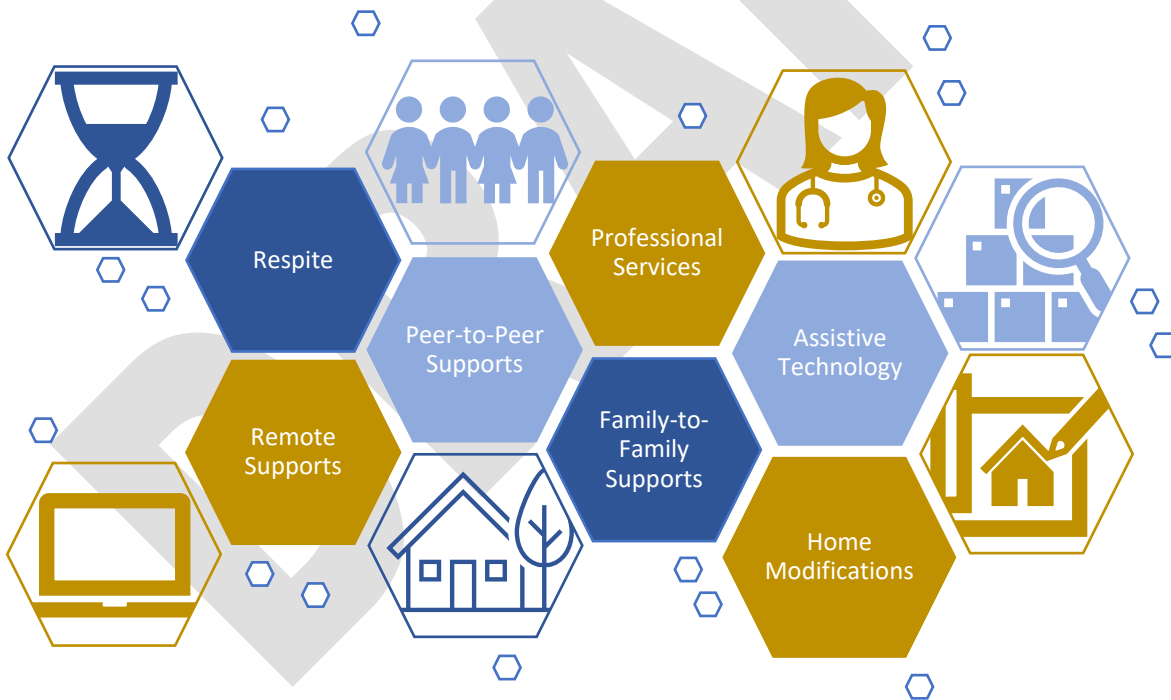 Respite
Professional
Services
Peer-to-Peer
Supports
Assistive
Technology
Remote
Supports
Family-to-
Family
Supports
Home
Modifications